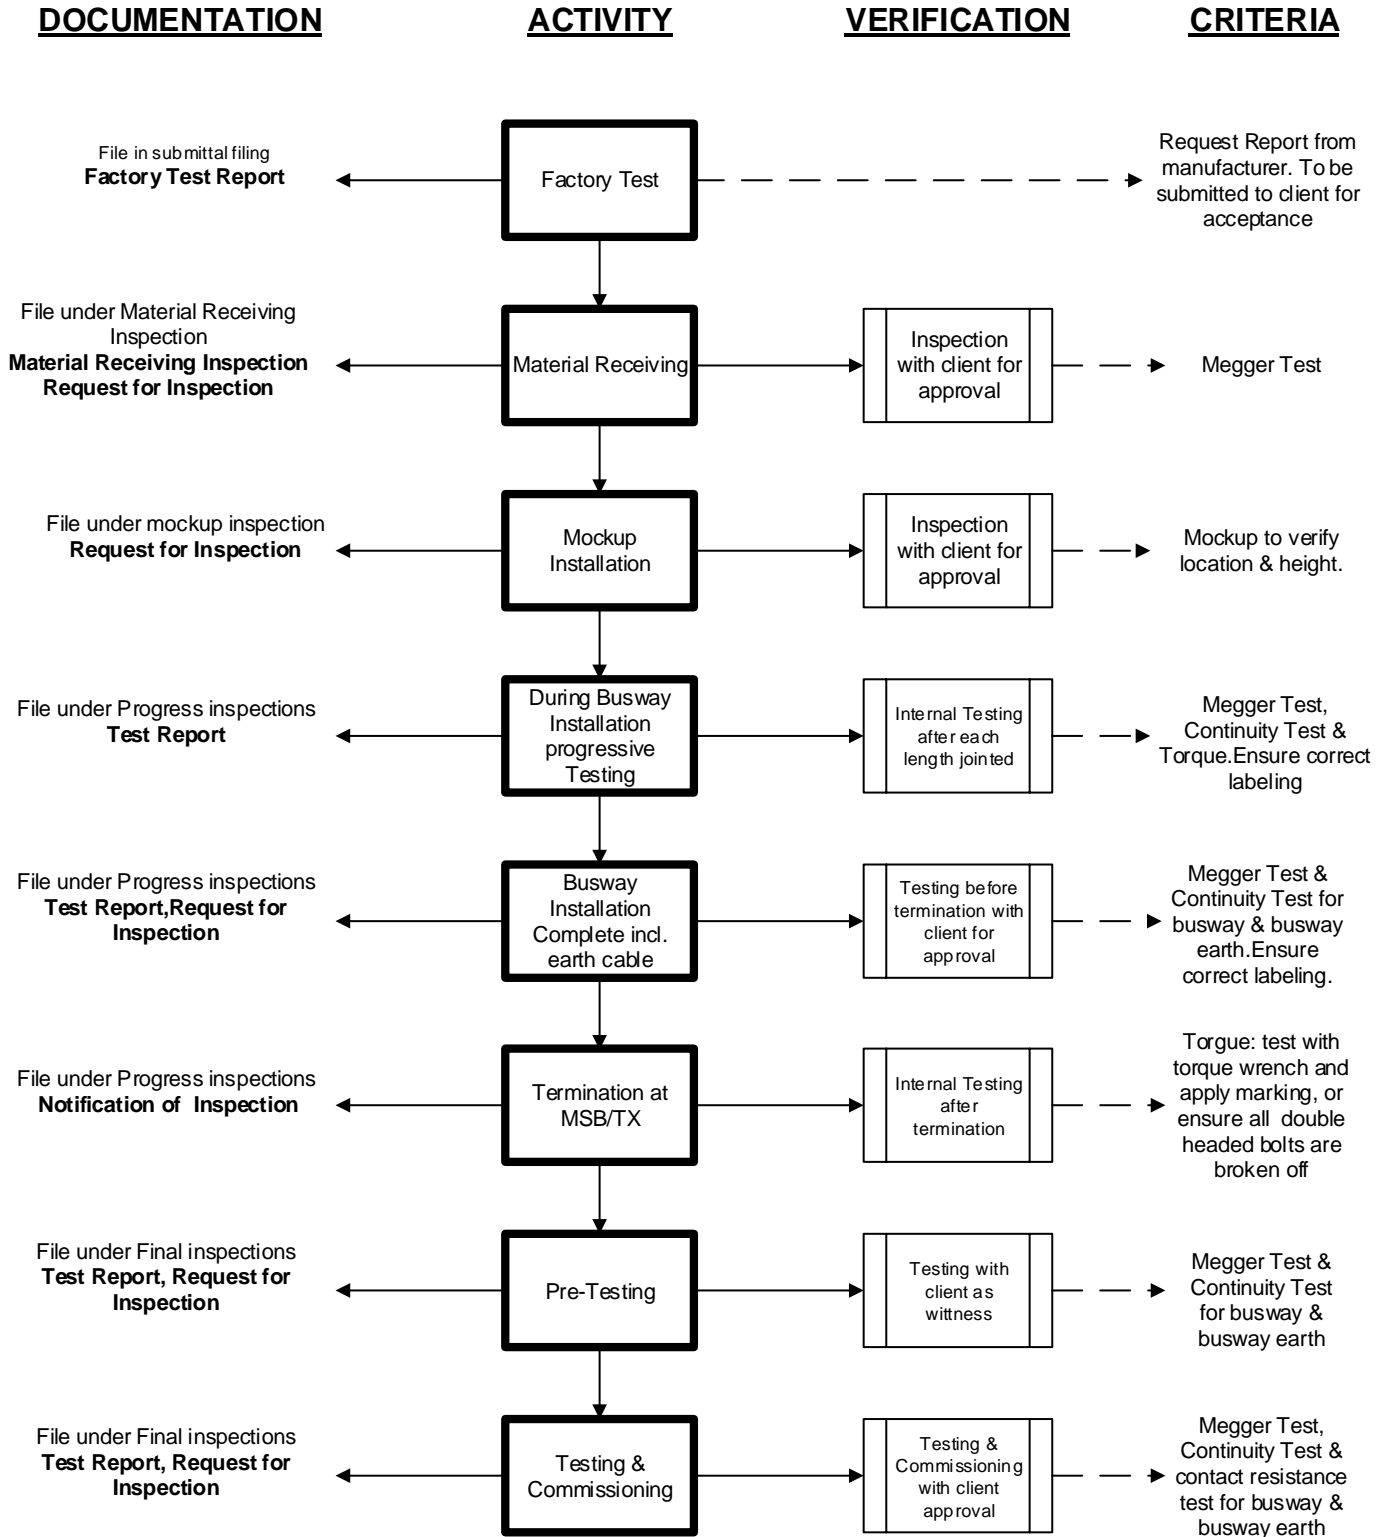 DOCUMENTATION
ACTIVITY
VERIFICATION
CRITERIA
File in submittal filing
Factory Test Report
Factory Test
Request Report from
manufacturer. To be
submitted to client for
acceptance
File under Material Receiving
Inspection
Material Receiving Inspection
Request for Inspection
Material Receiving
Inspection
with client for
approval
Megger Test
File under mockup inspection
Request for Inspection
Mockup
Installation
Inspection
with client for
approval
Mockup to verify
location & height.
File under Progress inspections
Test Report
During Busway
Installation
progressive
Testing
Internal Testing
after each
length jointed
Megger Test,
Continuity Test &
Torque.Ensure correct
labeling
File under Progress inspections
Test Report,Request for
Inspection
Busway
Installation
Complete incl.
earth cable
Testing before
termination with
client for
approval
Megger Test &
Continuity Test for
busway & busway
earth.Ensure
correct labeling.
File under Progress inspections
Notification of Inspection
Termination at
MSB/TX
Internal Testing
after
termination
Torgue: test with
torque wrench and
apply marking, or
ensure all double
headed bolts are
broken off
File under Final inspections
Test Report, Request for
Inspection
Pre-Testing
Testing with
client as
wittness
Megger Test &
Continuity Test
for busway &
busway earth
File under Final inspections
Test Report, Request for
Inspection
Testing &
Commissioning
Testing &
Commissioning
with client
approval
Megger Test,
Continuity Test &
contact resistance
test for busway &
busway earth